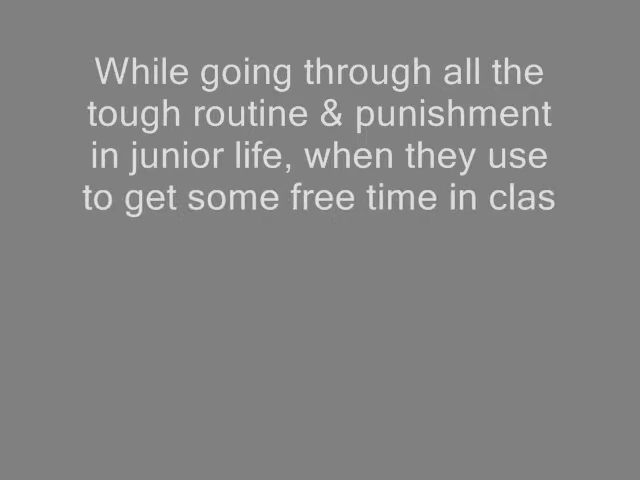 While going through all the
tough routine & punishment
in junior life, when they use
to get some free time in clas